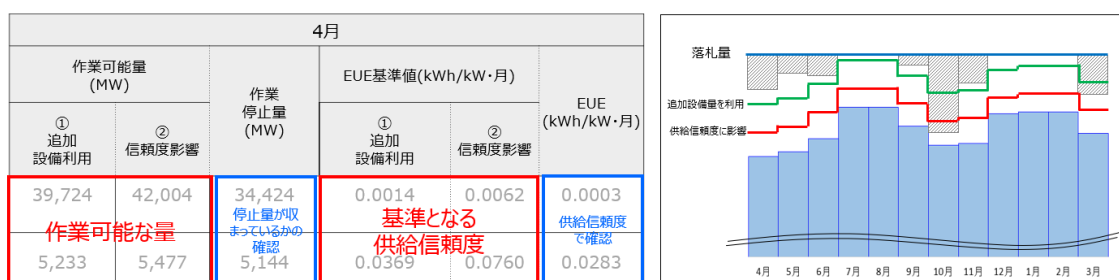 4月
作業可能量
(MW)
作業
停止量
(MW)
EUE基準値(kWh/kW・月)
EUE
(kWh/kW・月)
①
追加
設備利用
②
信頼度影響
①
追加
設備利用
②
信頼度影響
39,724
42,004
34,424
0.0014
0.0062
0.0003
作業可能な量
停止量が収
まっているかの
確認
基準となる
供給信頼度
供給信頼度
で確認
5,233
5,477
5,144
0.0369
0.0760
0.0283
落札量
追加設備量を利用
供給信頼度に影響
4月 5月 6月 7月 8月 9月 10月 11月 12月 1月 2月 3月